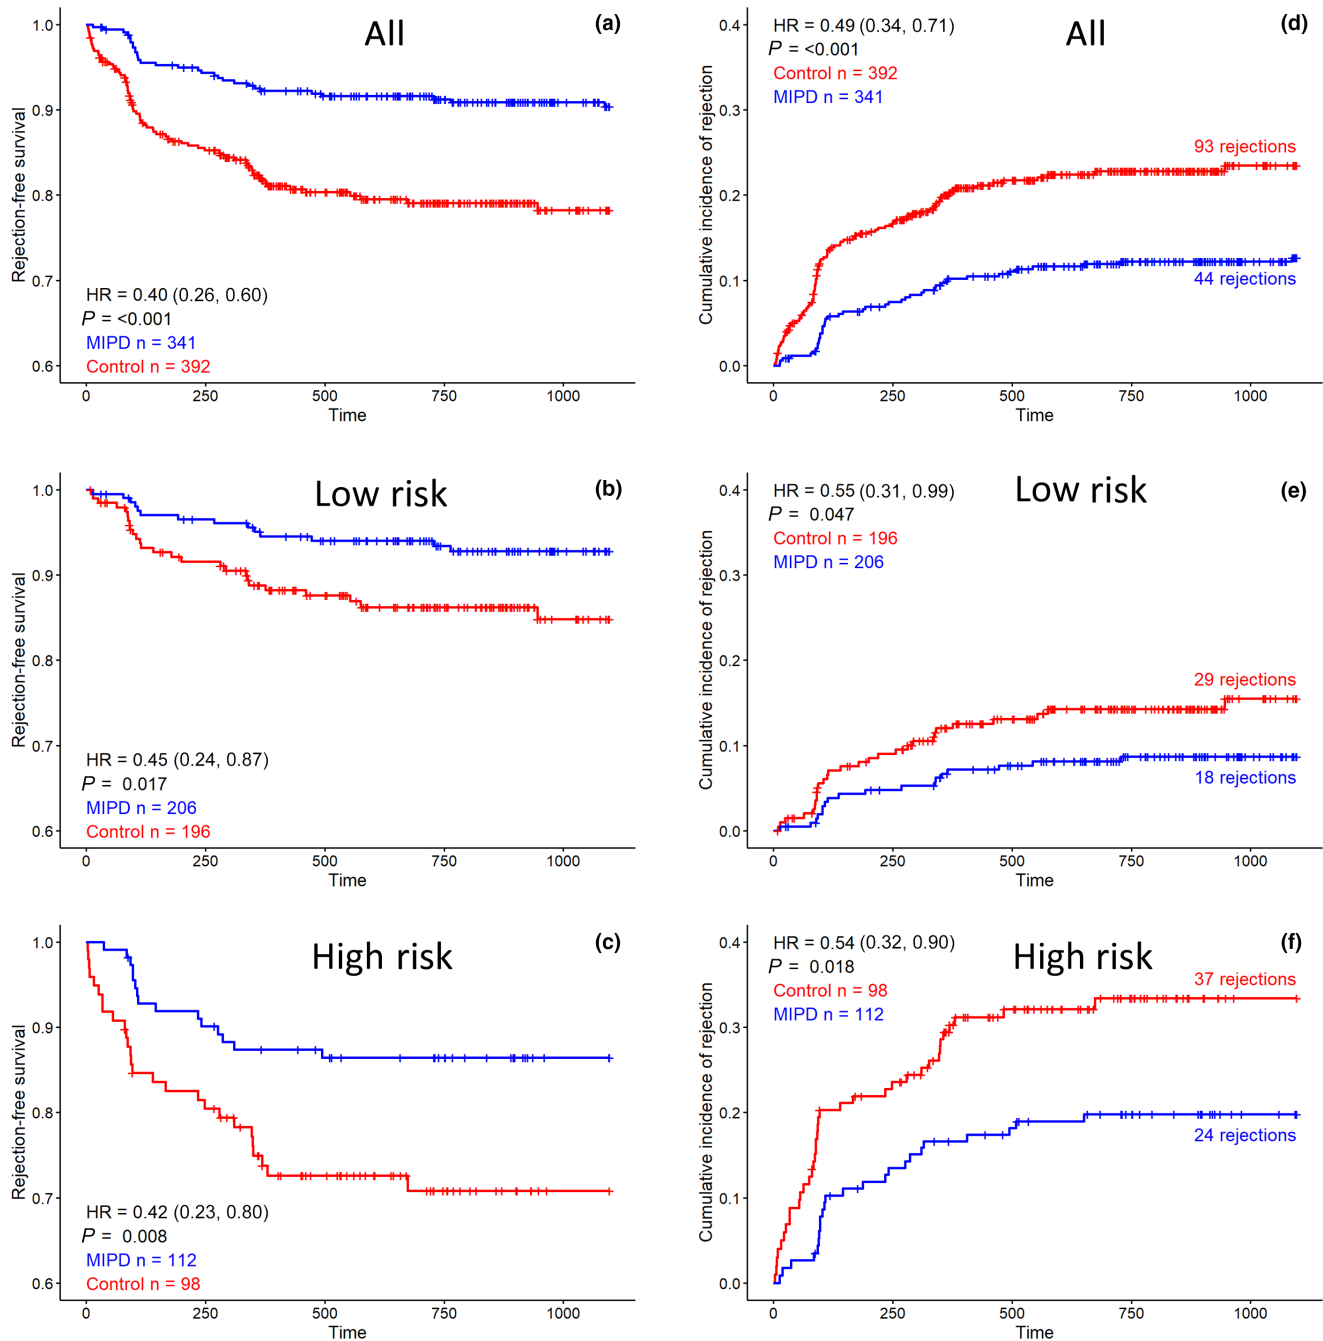 (a)
All
Rejection-free survival
1.0
0.9
0.8
0.7
0.6
HR = 0.40 (0.26, 0.60)
P = <0.001
MIPD n = 341
Control n = 392
0 250 500 750 1000
Time
(d)
All
Cumulative incidence of rejection
0.4
0.3
0.2
0.1
0.0
HR = 0.49 (0.34, 0.71)
P = <0.001
Control n = 392
MIPD n = 341
93 rejections
44 rejections
0 250 500 750 1000
Time
(b)
Low risk
Rejection-free survival
1.0
0.9
0.8
0.7
0.6
HR = 0.45 (0.24, 0.87)
P = 0.017
MIPD n = 206
Control n = 196
0 250 500 750 1000
Time
(e)
Low risk
Cumulative incidence of rejection
0.4
0.3
0.2
0.1
0.0
HR = 0.55 (0.31, 0.99)
P = 0.047
Control n = 196
MIPD n = 206
29 rejections
18 rejections
0 250 500 750 1000
Time
(c)
High risk
Rejection-free survival
1.0
0.9
0.8
0.7
0.6
HR = 0.42 (0.23, 0.80)
P = 0.008
MIPD n = 112
Control n = 98
0 250 500 750 1000
Time
(f)
High risk
Cumulative incidence of rejection
0.4
0.3
0.2
0.1
0.0
HR = 0.54 (0.32, 0.90)
P = 0.018
Control n = 98
MIPD n = 112
37 rejections
24 rejections
0 250 500 750 1000
Time